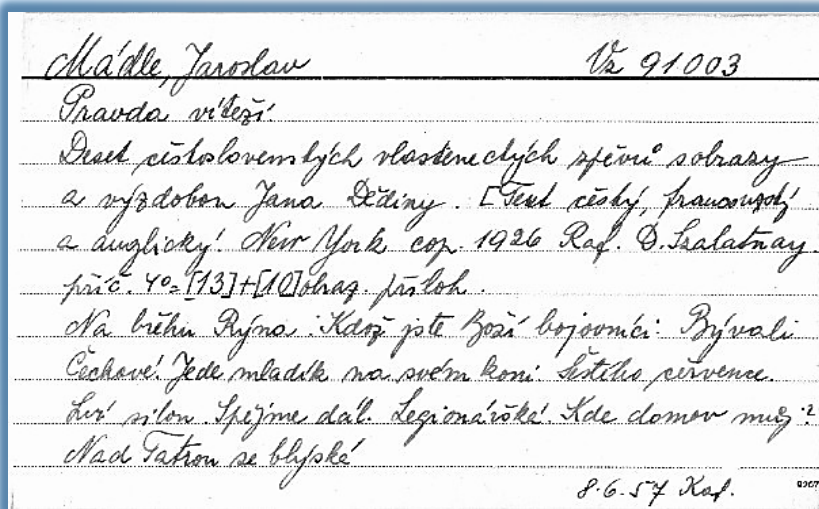 Mádle, Jaroslav Vz 91003
Pravda vítězí.
Deset československých vlasteneckých zpěvů s obrazy
a výzdobou Jana Dědiny. [Text český, francouzský
a anglický! New York cop. 1926 Raf. D. Szalatnay.
příč. 4° = [13]+[10] obraz. příloh.
Na břehu Rýna: Kdož jste Boží bojovníci: Bývali
Čechové! Jede mladík na svém koni. Šestého července.
Lví silou. Spějme dál. Legionářské. Kde domov můj?
Nad Tatrou se blýská
8.6.57 Kaf.